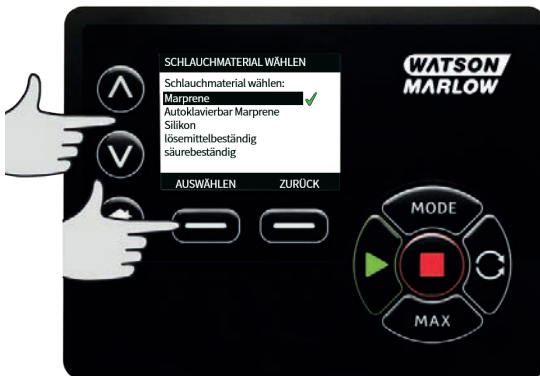 SCHLAUCHMATERIAL WÄHLEN
Schlauchmaterial wählen:
Marprene
Autoklavierbar Marprene
Silikon
lösemittelbeständig
säurebeständig
AUSWÄHLEN ZURÜCK
WATSON
MARLOW
MODE
MAX